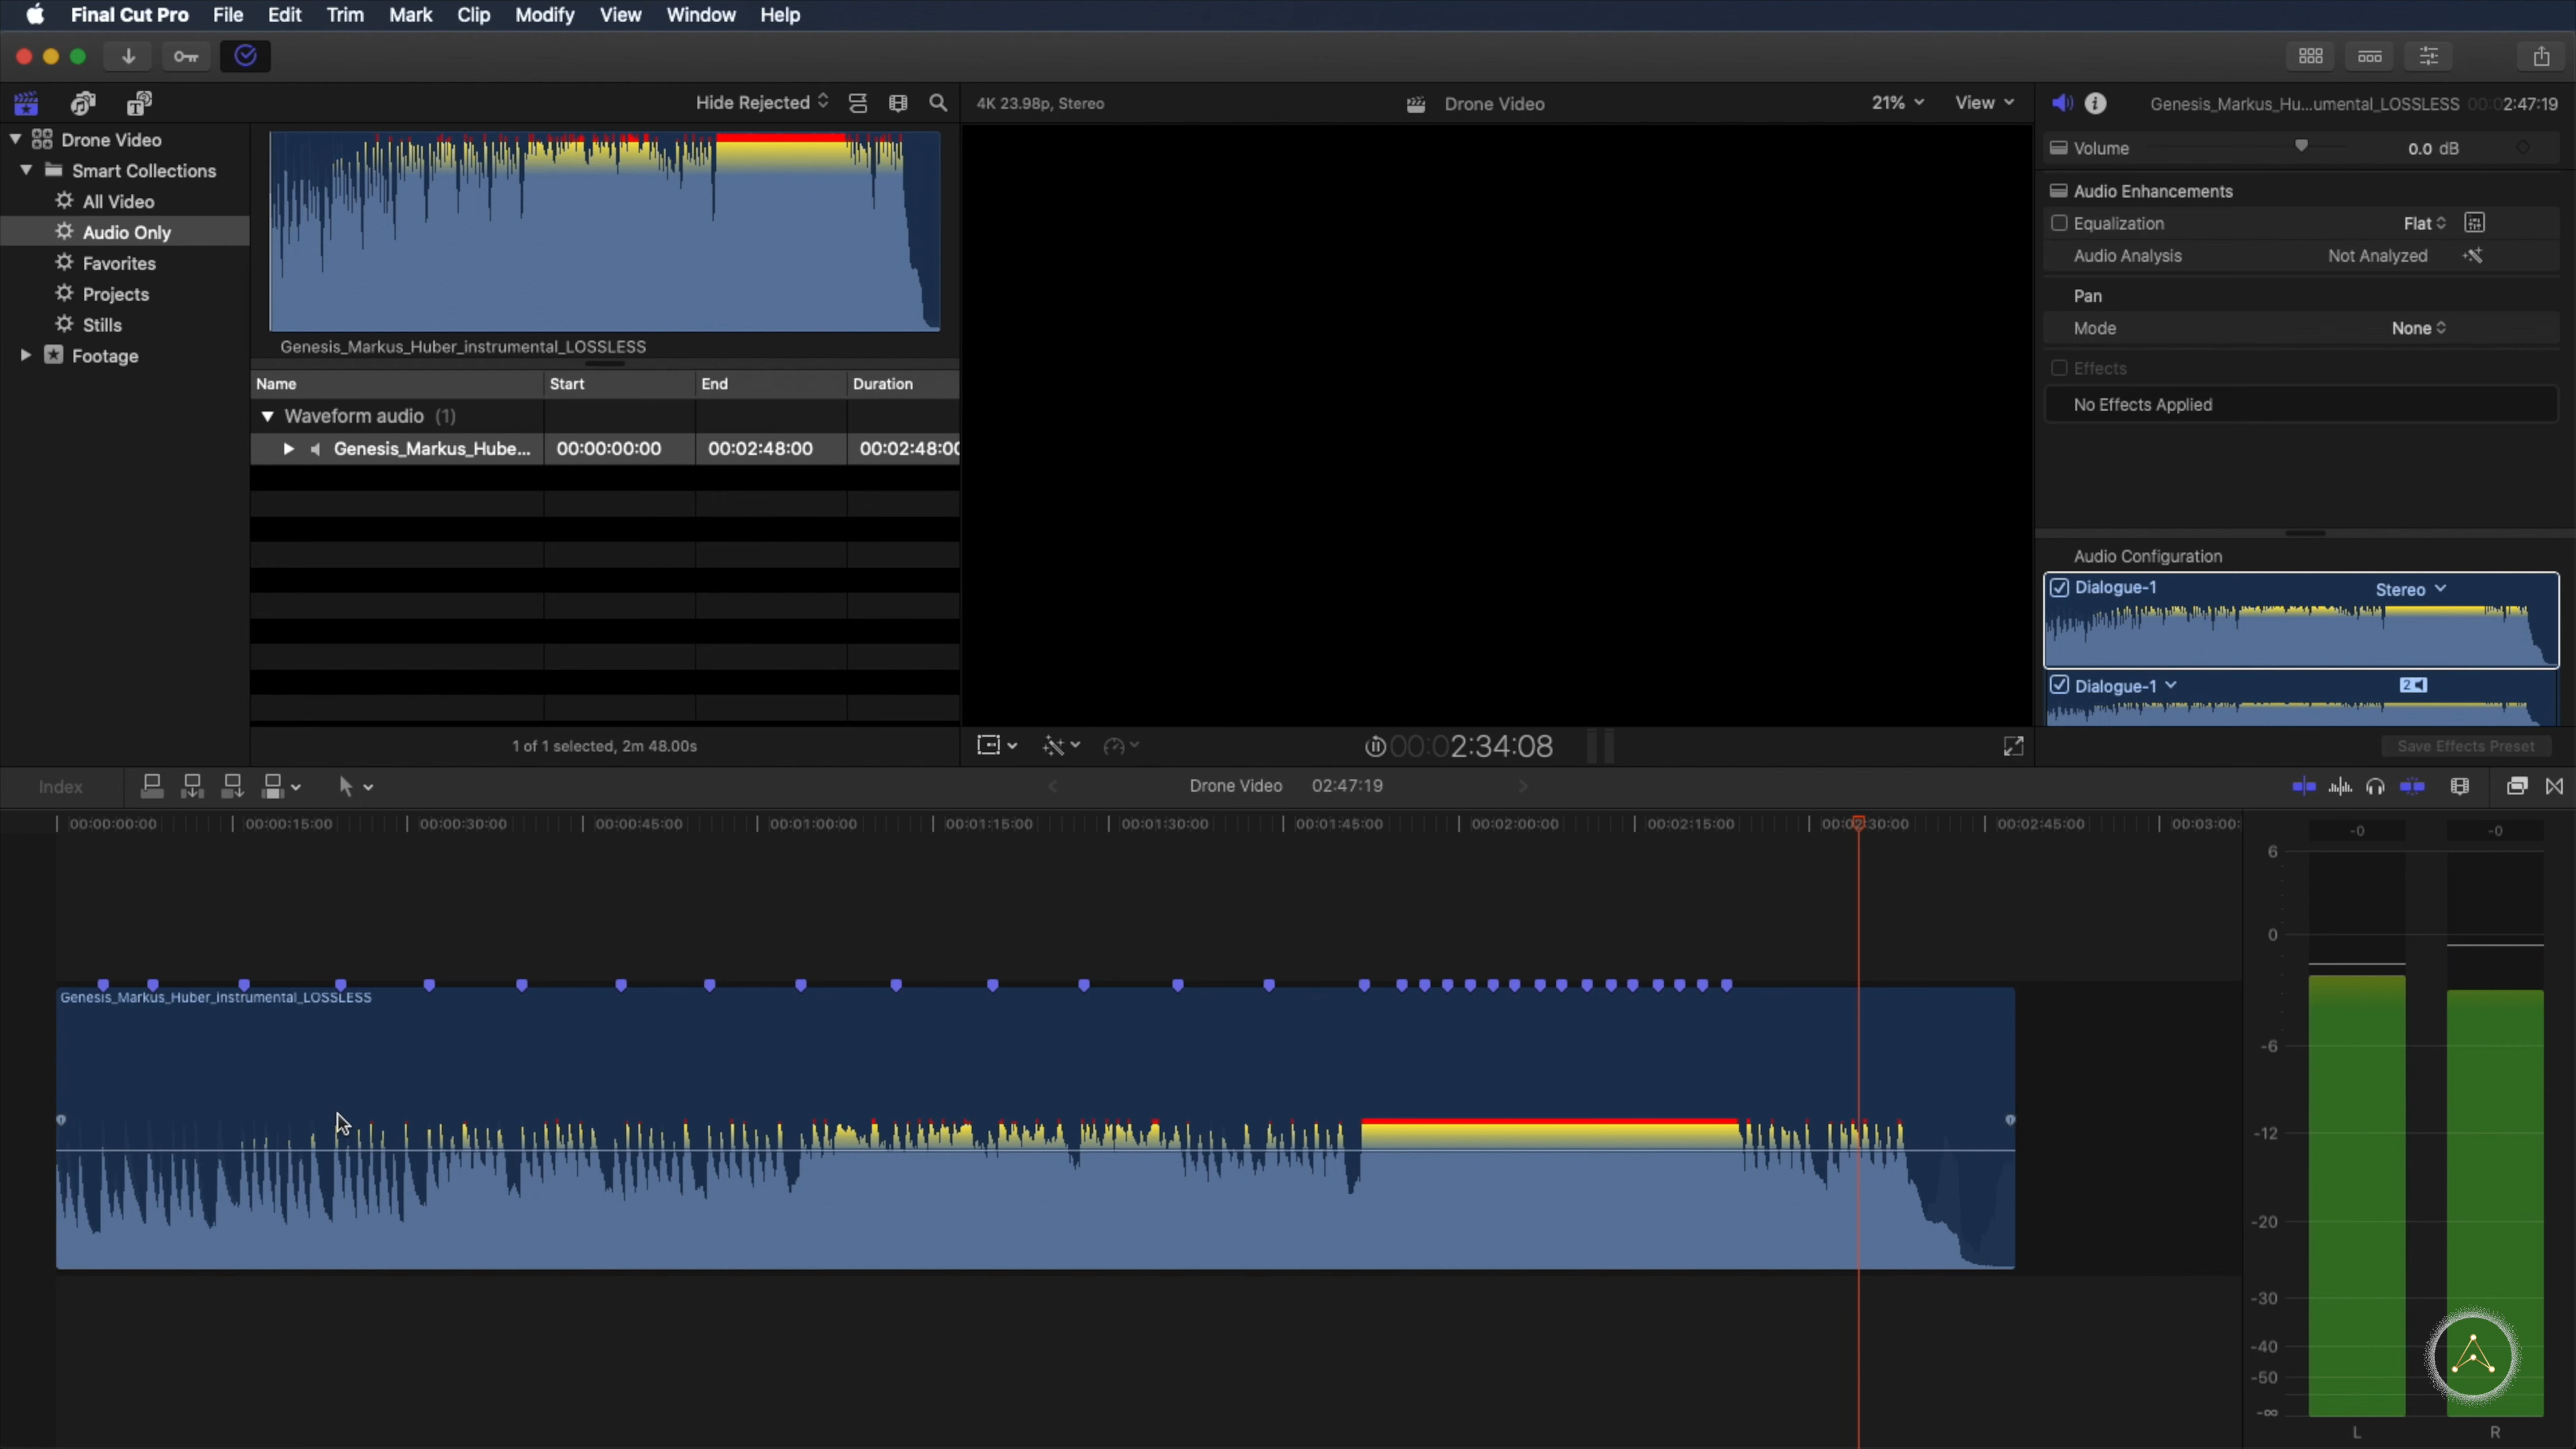 Final Cut Pro File Edit Trim Mark Clip Modify View Window Help
Hide Rejected
4K 23.98p, Stereo
Drone Video
21%
View
Genesis_Markus_Hu...umental_LOSSLESS
00:00:2:47:19
Drone Video
Smart Collections
All Video
Audio Only
Favorites
Projects
Stills
Footage
Genesis_Markus_Huber_instrumental_LOSSLESS
Name Start End Duration
Waveform audio (1)
Genesis_Markus_Hube... 00:00:00:00 00:02:48:00 00:02:48:00
1 of 1 selected, 2m 48.00s
Volume 0.0 dB
Audio Enhancements
Equalization Flat
Audio Analysis Not Analyzed
Pan
Mode None
Effects
No Effects Applied
Audio Configuration
Dialogue-1 Stereo
Dialogue-1 2
Save Effects Preset
00:02:34:08
Index
Drone Video 02:47:19
00:00:00:00 00:00:15:00 00:00:30:00 00:00:45:00 00:01:00:00 00:01:15:00 00:01:30:00 00:01:45:00 00:02:00:00 00:02:15:00 00:02:30:00 00:02:45:00 00:03:00:
Genesis_Markus_Huber_instrumental_LOSSLESS
-0 -0
6
0
-6
-12
-20
-30
-40
-50
-∞
L R